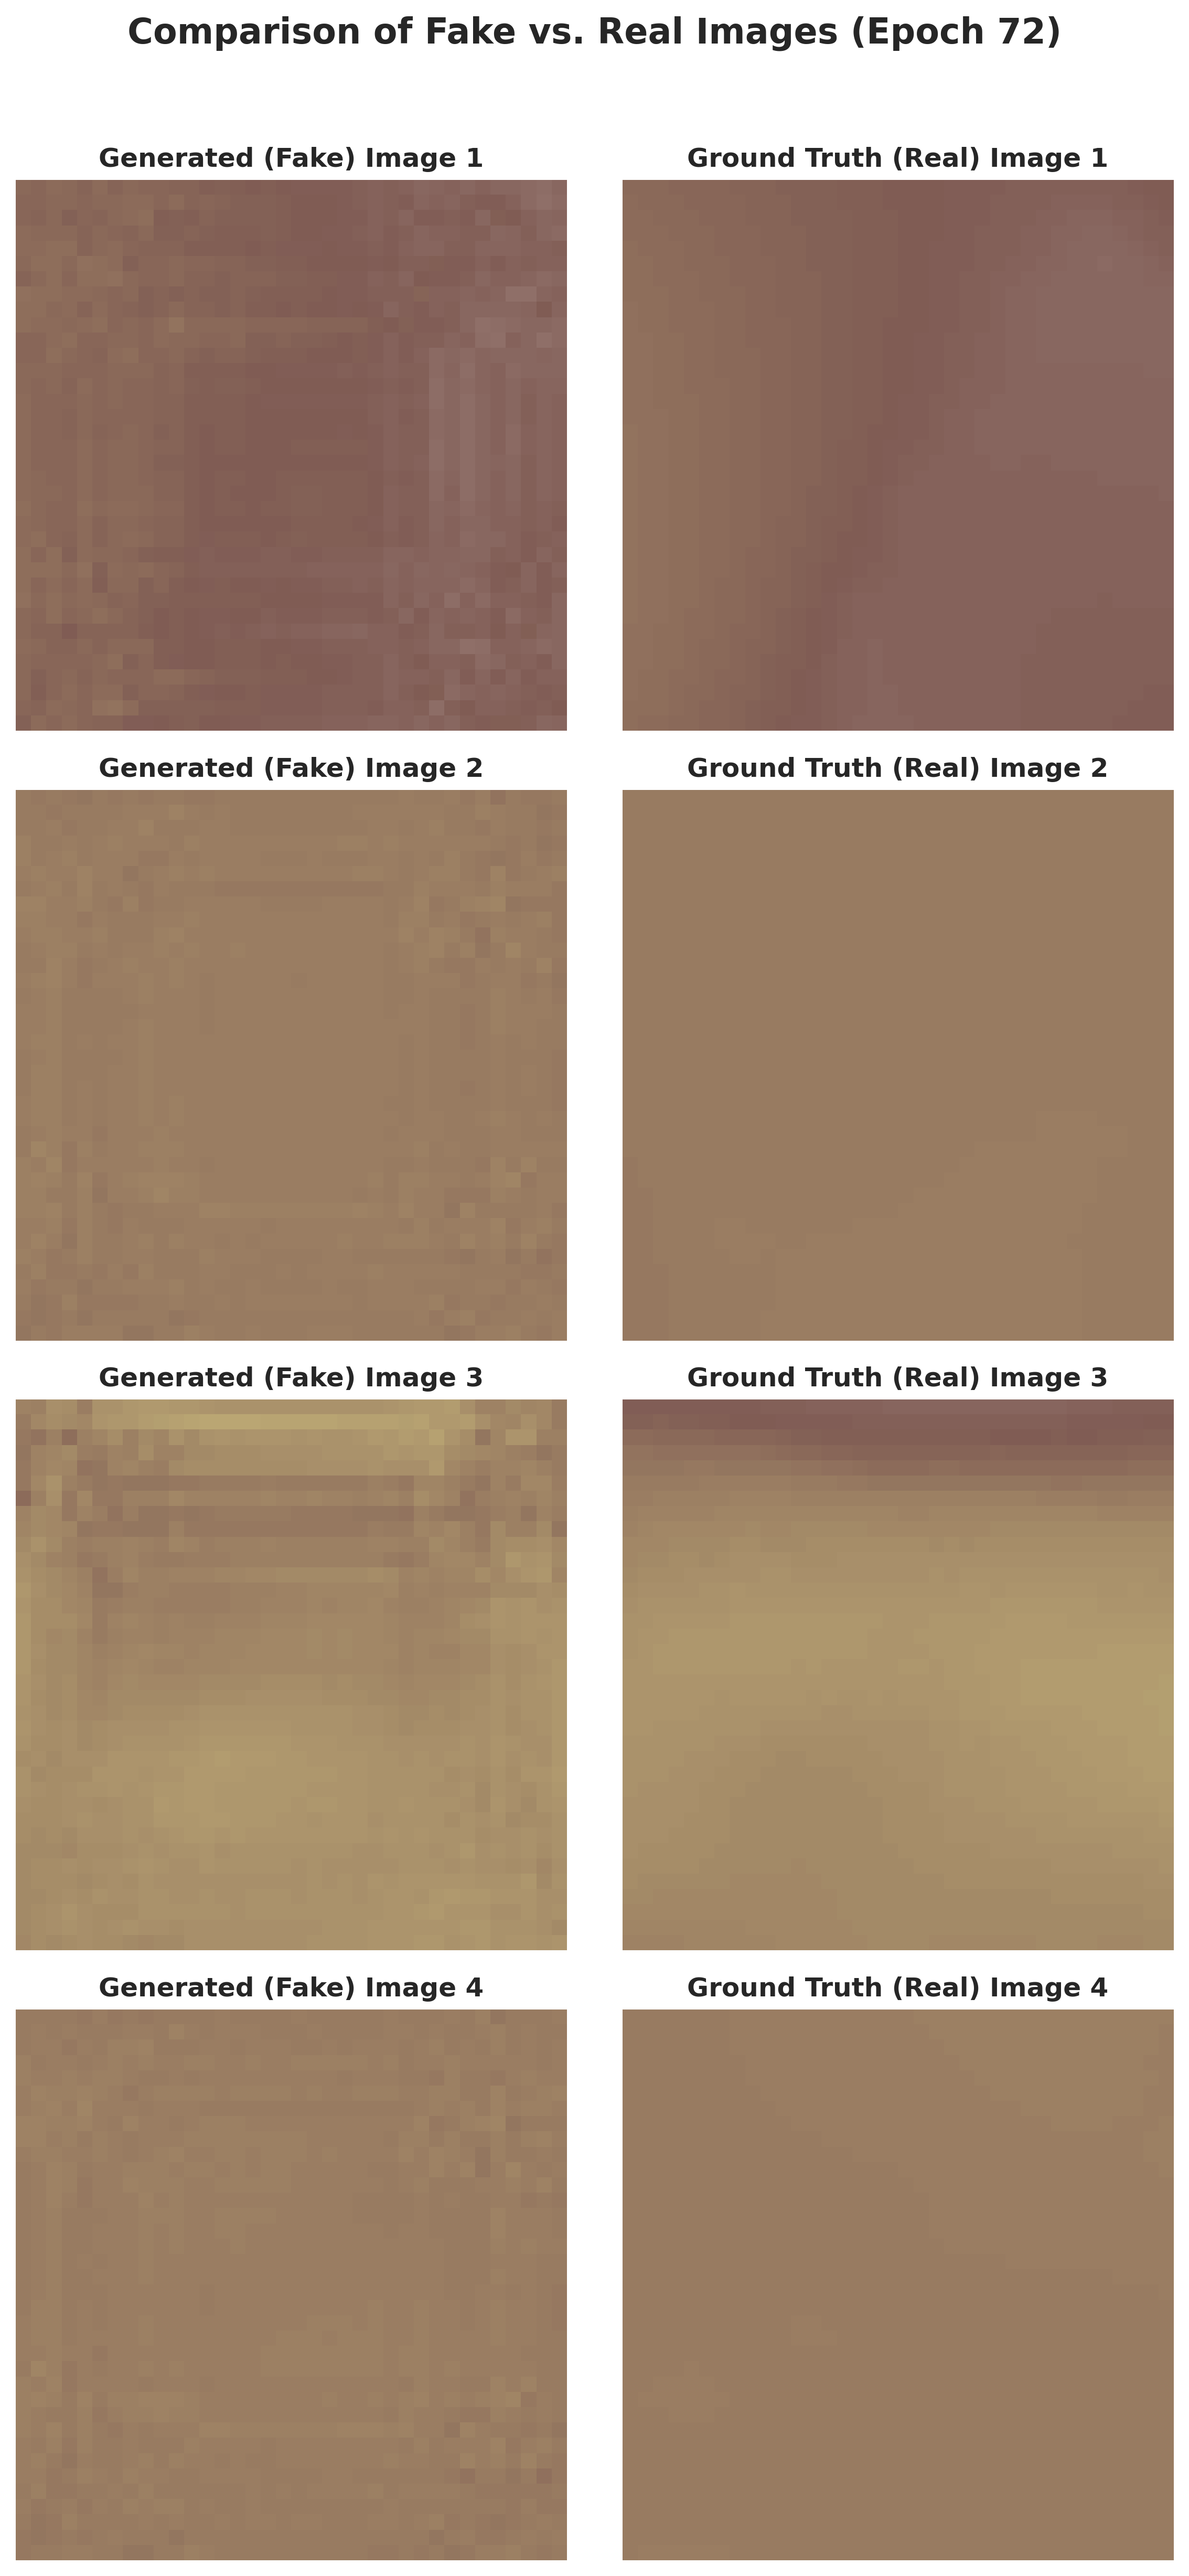 Comparison of Fake vs. Real Images (Epoch 72)
Generated (Fake) Image 1
Ground Truth (Real) Image 1
Generated (Fake) Image 2
Ground Truth (Real) Image 2
Generated (Fake) Image 3
Ground Truth (Real) Image 3
Generated (Fake) Image 4
Ground Truth (Real) Image 4